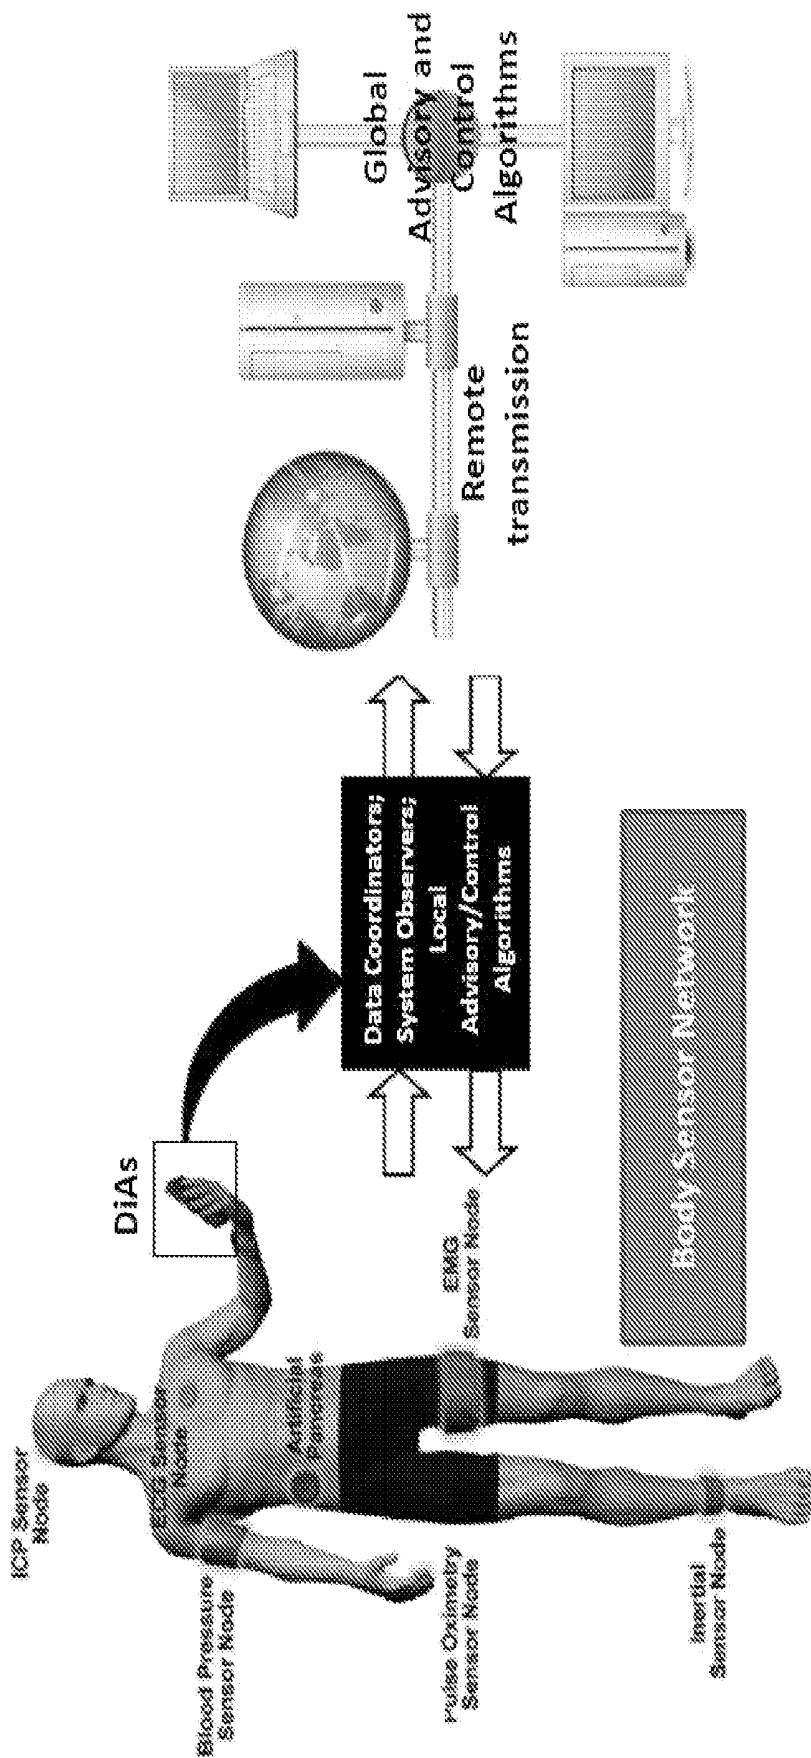 ICP Sensor
Node
ECG Sensor
Node
Blood Pressure
Sensor Node
Artificial
Pancreas
Pulse Oximetry
Sensor Node
EMG
Sensor Node
Inertial
Sensor Node
DiAs
Data Coordinators;
System Observers;
Local
Advisory/Control
Algorithms
Body Sensor Network
Remote
transmission
Global
Advisory and
Control
Algorithms